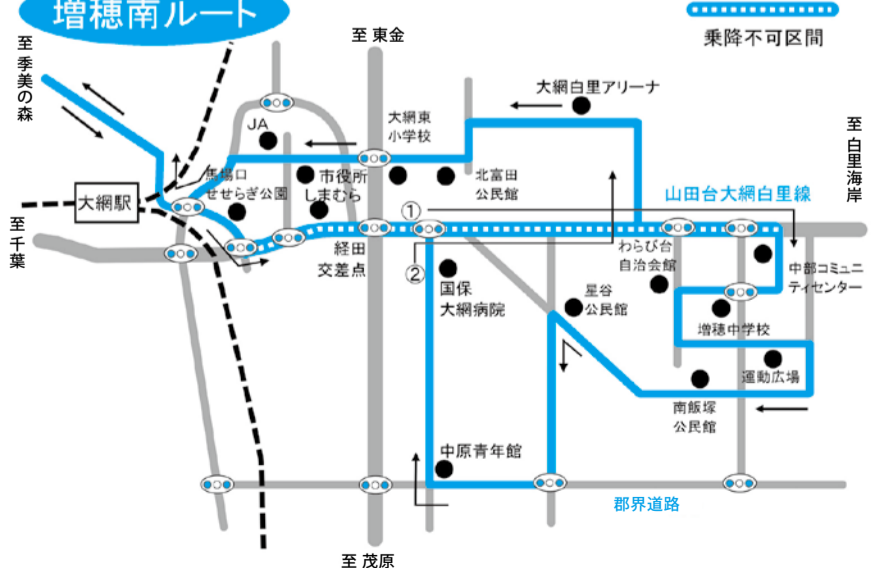 増穂南ルート
乗降不可区間
至 東金
至 季美の森
大網白里アリーナ
大網東
小学校
JA
至 白里海岸
馬場口
せせらぎ公園
市役所
しまむら
北富田
公民館
山田台大網白里線
大網駅
至 千葉
①
経田
交差点
②
国保
大網病院
わらび台
自治会館
中部コミュニ
ティセンター
星谷
公民館
増穂中学校
運動広場
南飯塚
公民館
中原青年館
郡界道路
至 茂原